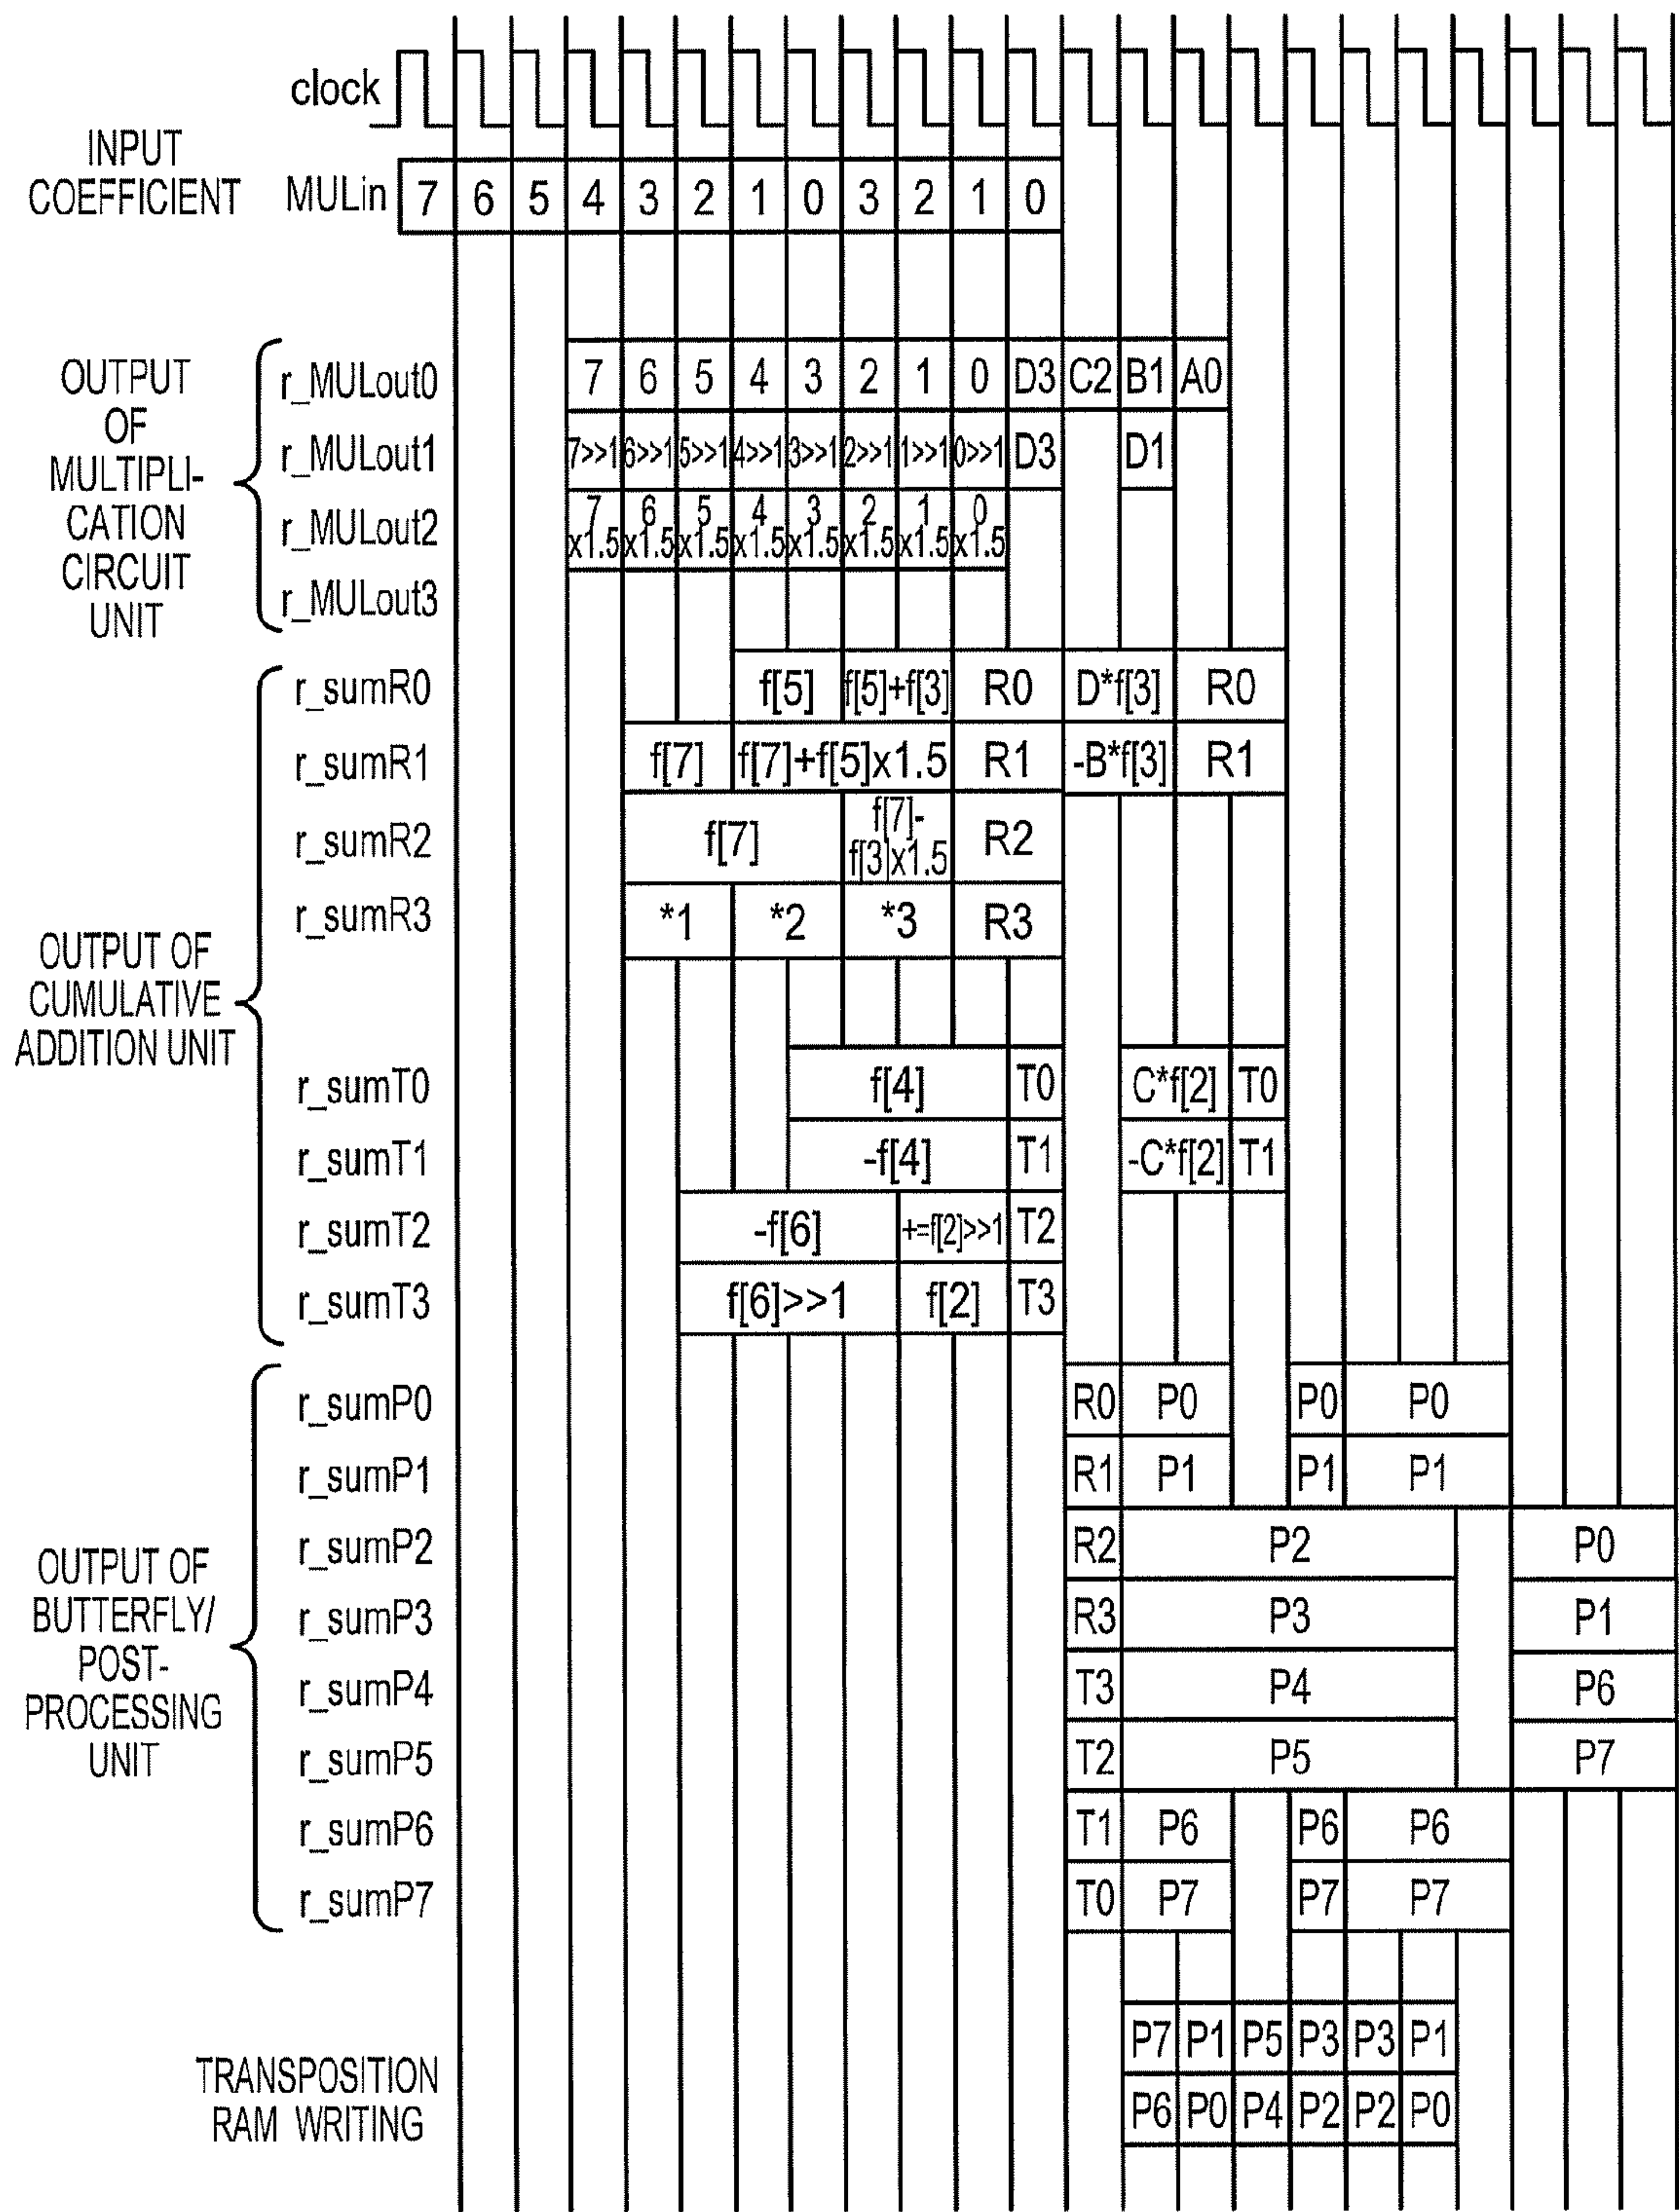 clock
INPUT
COEFFICIENT
MULin 7 6 5 4 3 2 1 0 3 2 1 0
OUTPUT
OF
MULTIPLI-
CATION
CIRCUIT
UNIT
r_MULout0 7 6 5 4 3 2 1 0 D3 C2 B1 A0
r_MULout1 7>>1 6>>1 5>>1 4>>1 3>>1 2>>1 1>>1 0>>1 D3 D1
r_MULout2 7 x1.5 6 x1.5 5 x1.5 4 x1.5 3 x1.5 2 x1.5 1 x1.5 0 x1.5
r_MULout3
OUTPUT OF
CUMULATIVE
ADDITION UNIT
r_sumR0 f[5] f[5]+f[3] R0 D*f[3] R0
r_sumR1 f[7] f[7]+f[5]x1.5 R1 -B*f[3] R1
r_sumR2 f[7] f[7]- f[3]x1.5 R2
r_sumR3 *1 *2 *3 R3
r_sumT0 f[4] T0 C*f[2] T0
r_sumT1 -f[4] T1 -C*f[2] T1
r_sumT2 -f[6] +=f[2]>>1 T2
r_sumT3 f[6]>>1 f[2] T3
OUTPUT OF
BUTTERFLY/
POST-
PROCESSING
UNIT
r_sumP0 R0 P0 P0 P0
r_sumP1 R1 P1 P1 P1
r_sumP2 R2 P2 P0
r_sumP3 R3 P3 P1
r_sumP4 T3 P4 P6
r_sumP5 T2 P5 P7
r_sumP6 T1 P6 P6 P6
r_sumP7 T0 P7 P7 P7
TRANSPOSITION
RAM WRITING
P7 P1 P5 P3 P3 P1
P6 P0 P4 P2 P2 P0